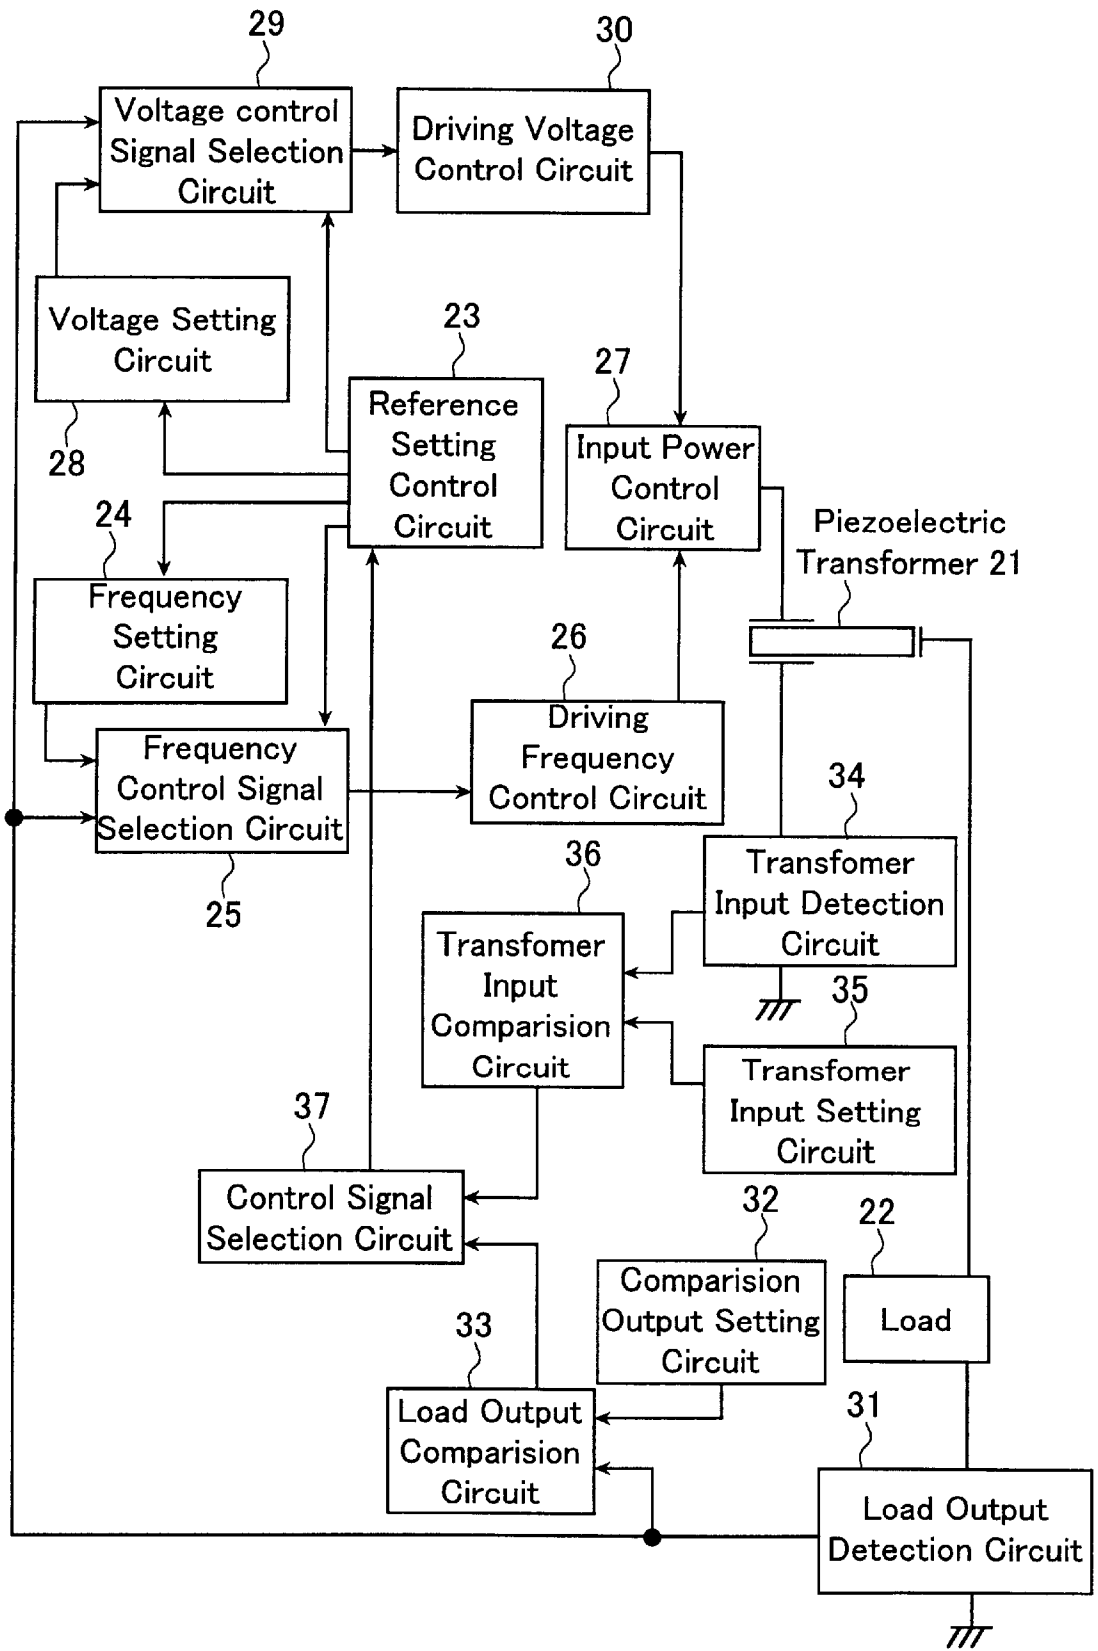 29
30
Voltage control
Signal Selection
Circuit
Driving Voltage
Control Circuit
Voltage Setting
Circuit
28
23
Reference
Setting
Control
Circuit
27
Input Power
Control
Circuit
24
Frequency
Setting
Circuit
Piezoelectric
Transformer 21
26
Driving
Frequency
Control Circuit
Frequency
Control Signal
Selection Circuit
25
34
Transfomer
Input Detection
Circuit
36
Transfomer
Input
Comparision
Circuit
35
Transfomer
Input Setting
Circuit
37
Control Signal
Selection Circuit
32
Comparision
Output Setting
Circuit
22
Load
33
Load Output
Comparision
Circuit
31
Load Output
Detection Circuit